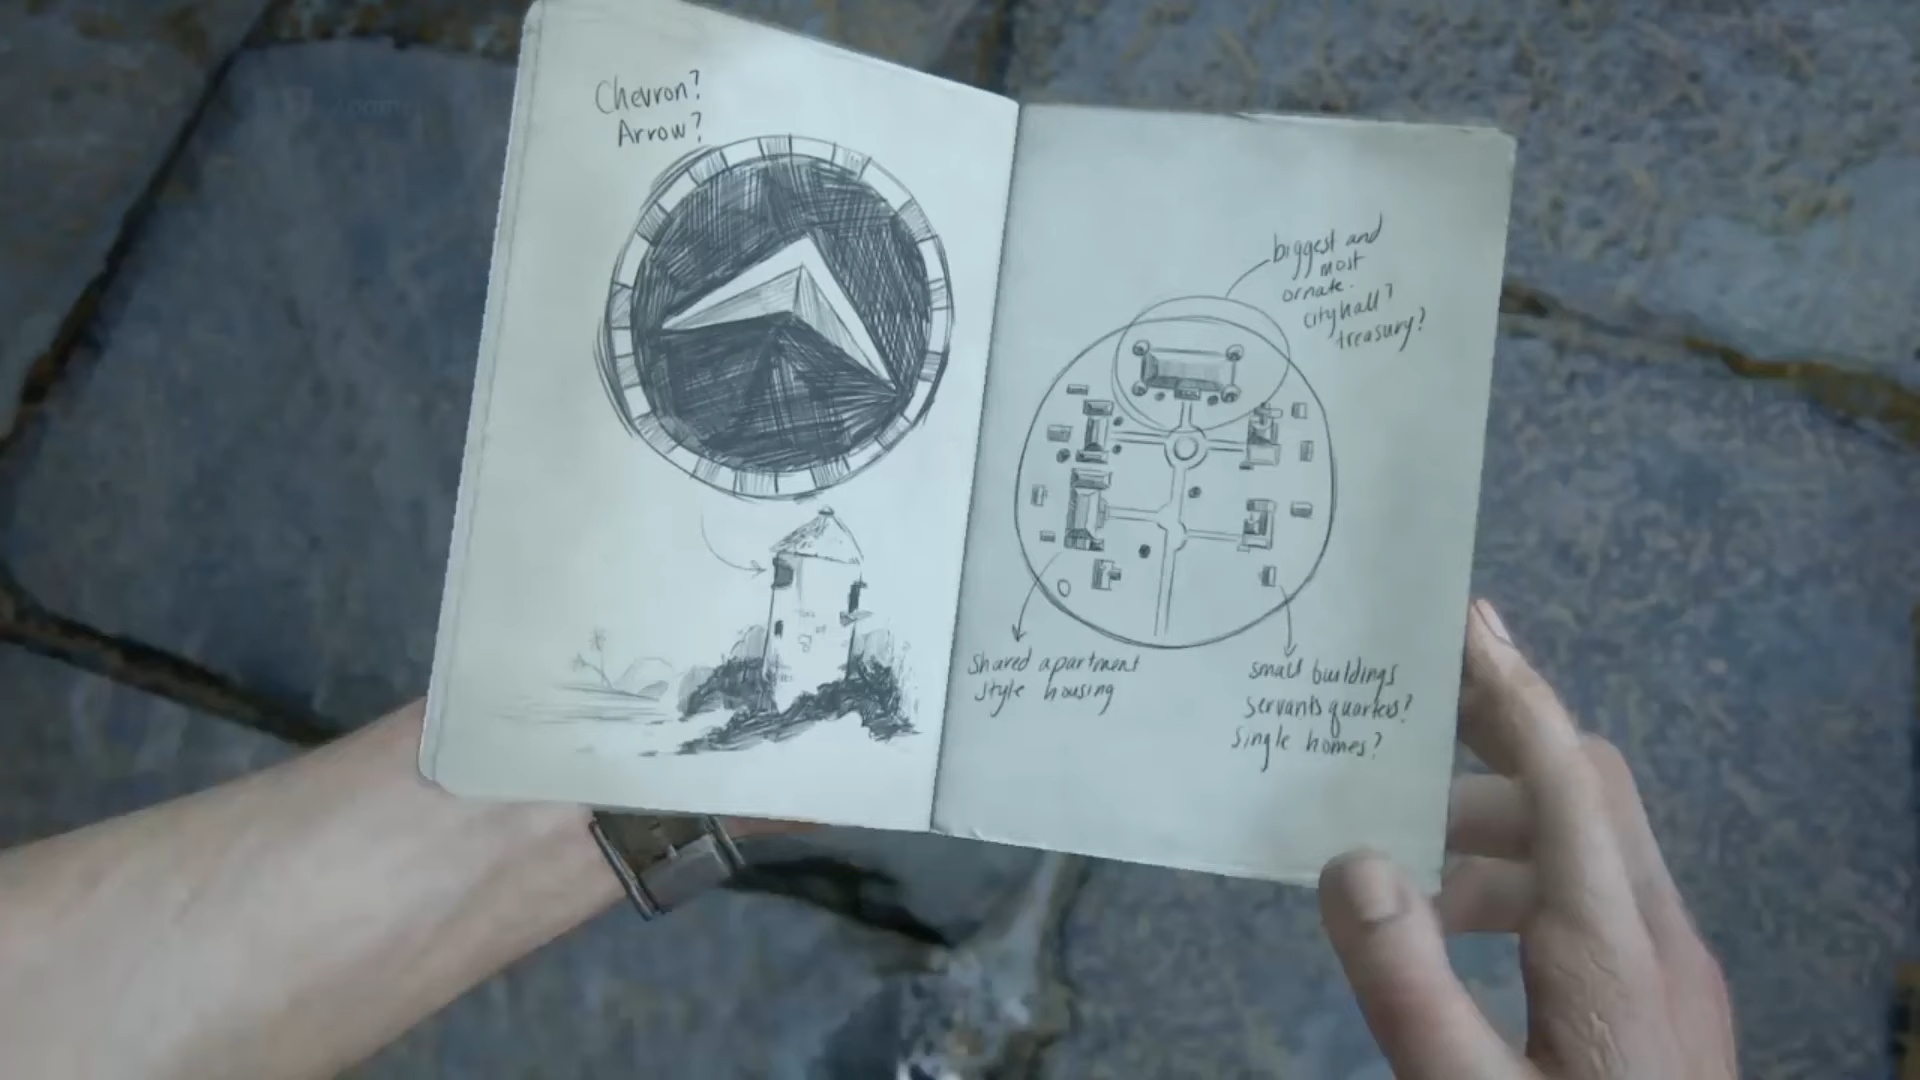 Chevron?
Arrow?
biggest and
most
ornate.
cityhall?
treasury?
shared apartment
style housing
small buildings
servants quarters?
single homes?